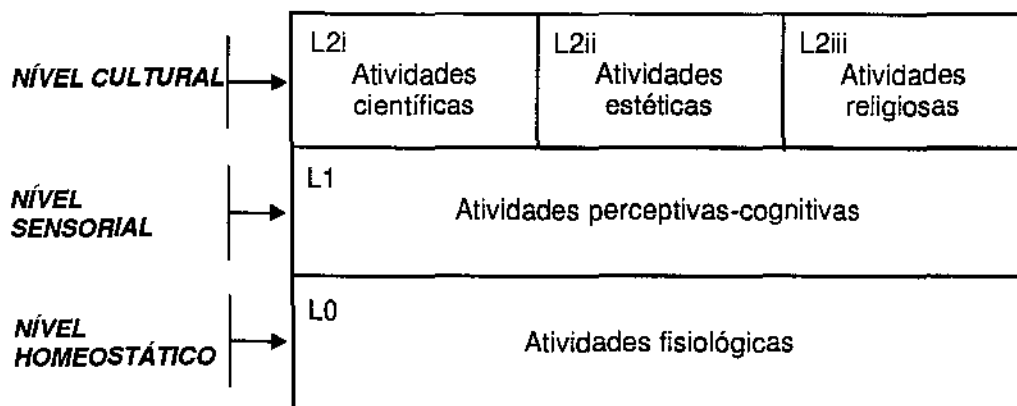 NÍVEL CULTURAL
L2i
Atividades
científicas
L2ii
Atividades
estéticas
L2iii
Atividades
religiosas
NÍVEL
SENSORIAL
L1
Atividades perceptivas-cognitivas
NÍVEL
HOMEOSTÁTICO
L0
Atividades fisiológicas